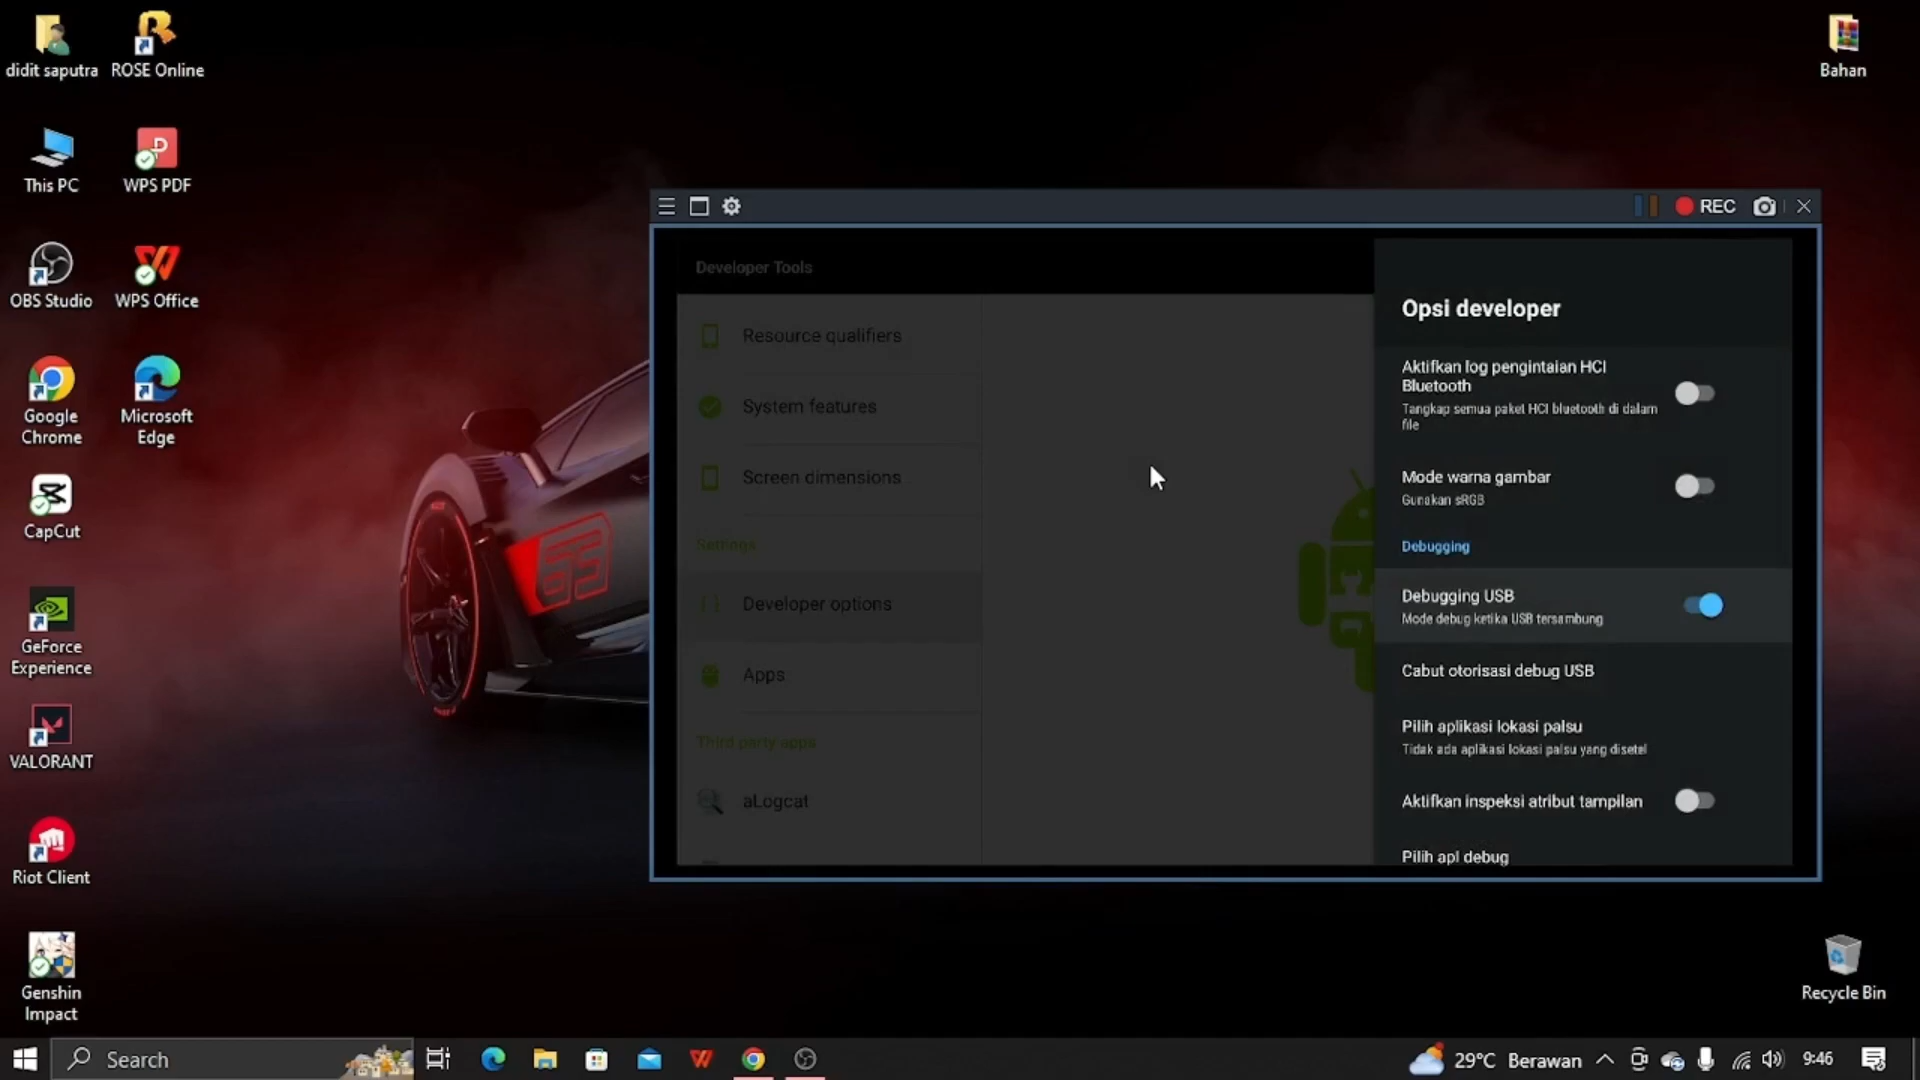 didit saputra
ROSE Online
Bahan
This PC
WPS PDF
OBS Studio
WPS Office
Google Chrome
Microsoft Edge
CapCut
GeForce Experience
VALORANT
Riot Client
Genshin Impact
REC
Developer Tools
Resource qualifiers
System features
Screen dimensions
Settings
Developer options
Apps
Third party apps
aLogcat
Opsi developer
Aktifkan log pengintaian HCI
Bluetooth
Tangkap semua paket HCI bluetooth di dalam
file
Mode warna gambar
Gunakan sRGB
Debugging
Debugging USB
Mode debug ketika USB tersambung
Cabut otorisasi debug USB
Pilih aplikasi lokasi palsu
Tidak ada aplikasi lokasi palsu yang disetel
Aktifkan inspeksi atribut tampilan
Pilih apl debug
63
Recycle Bin
Search
29°C Berawan
9:46